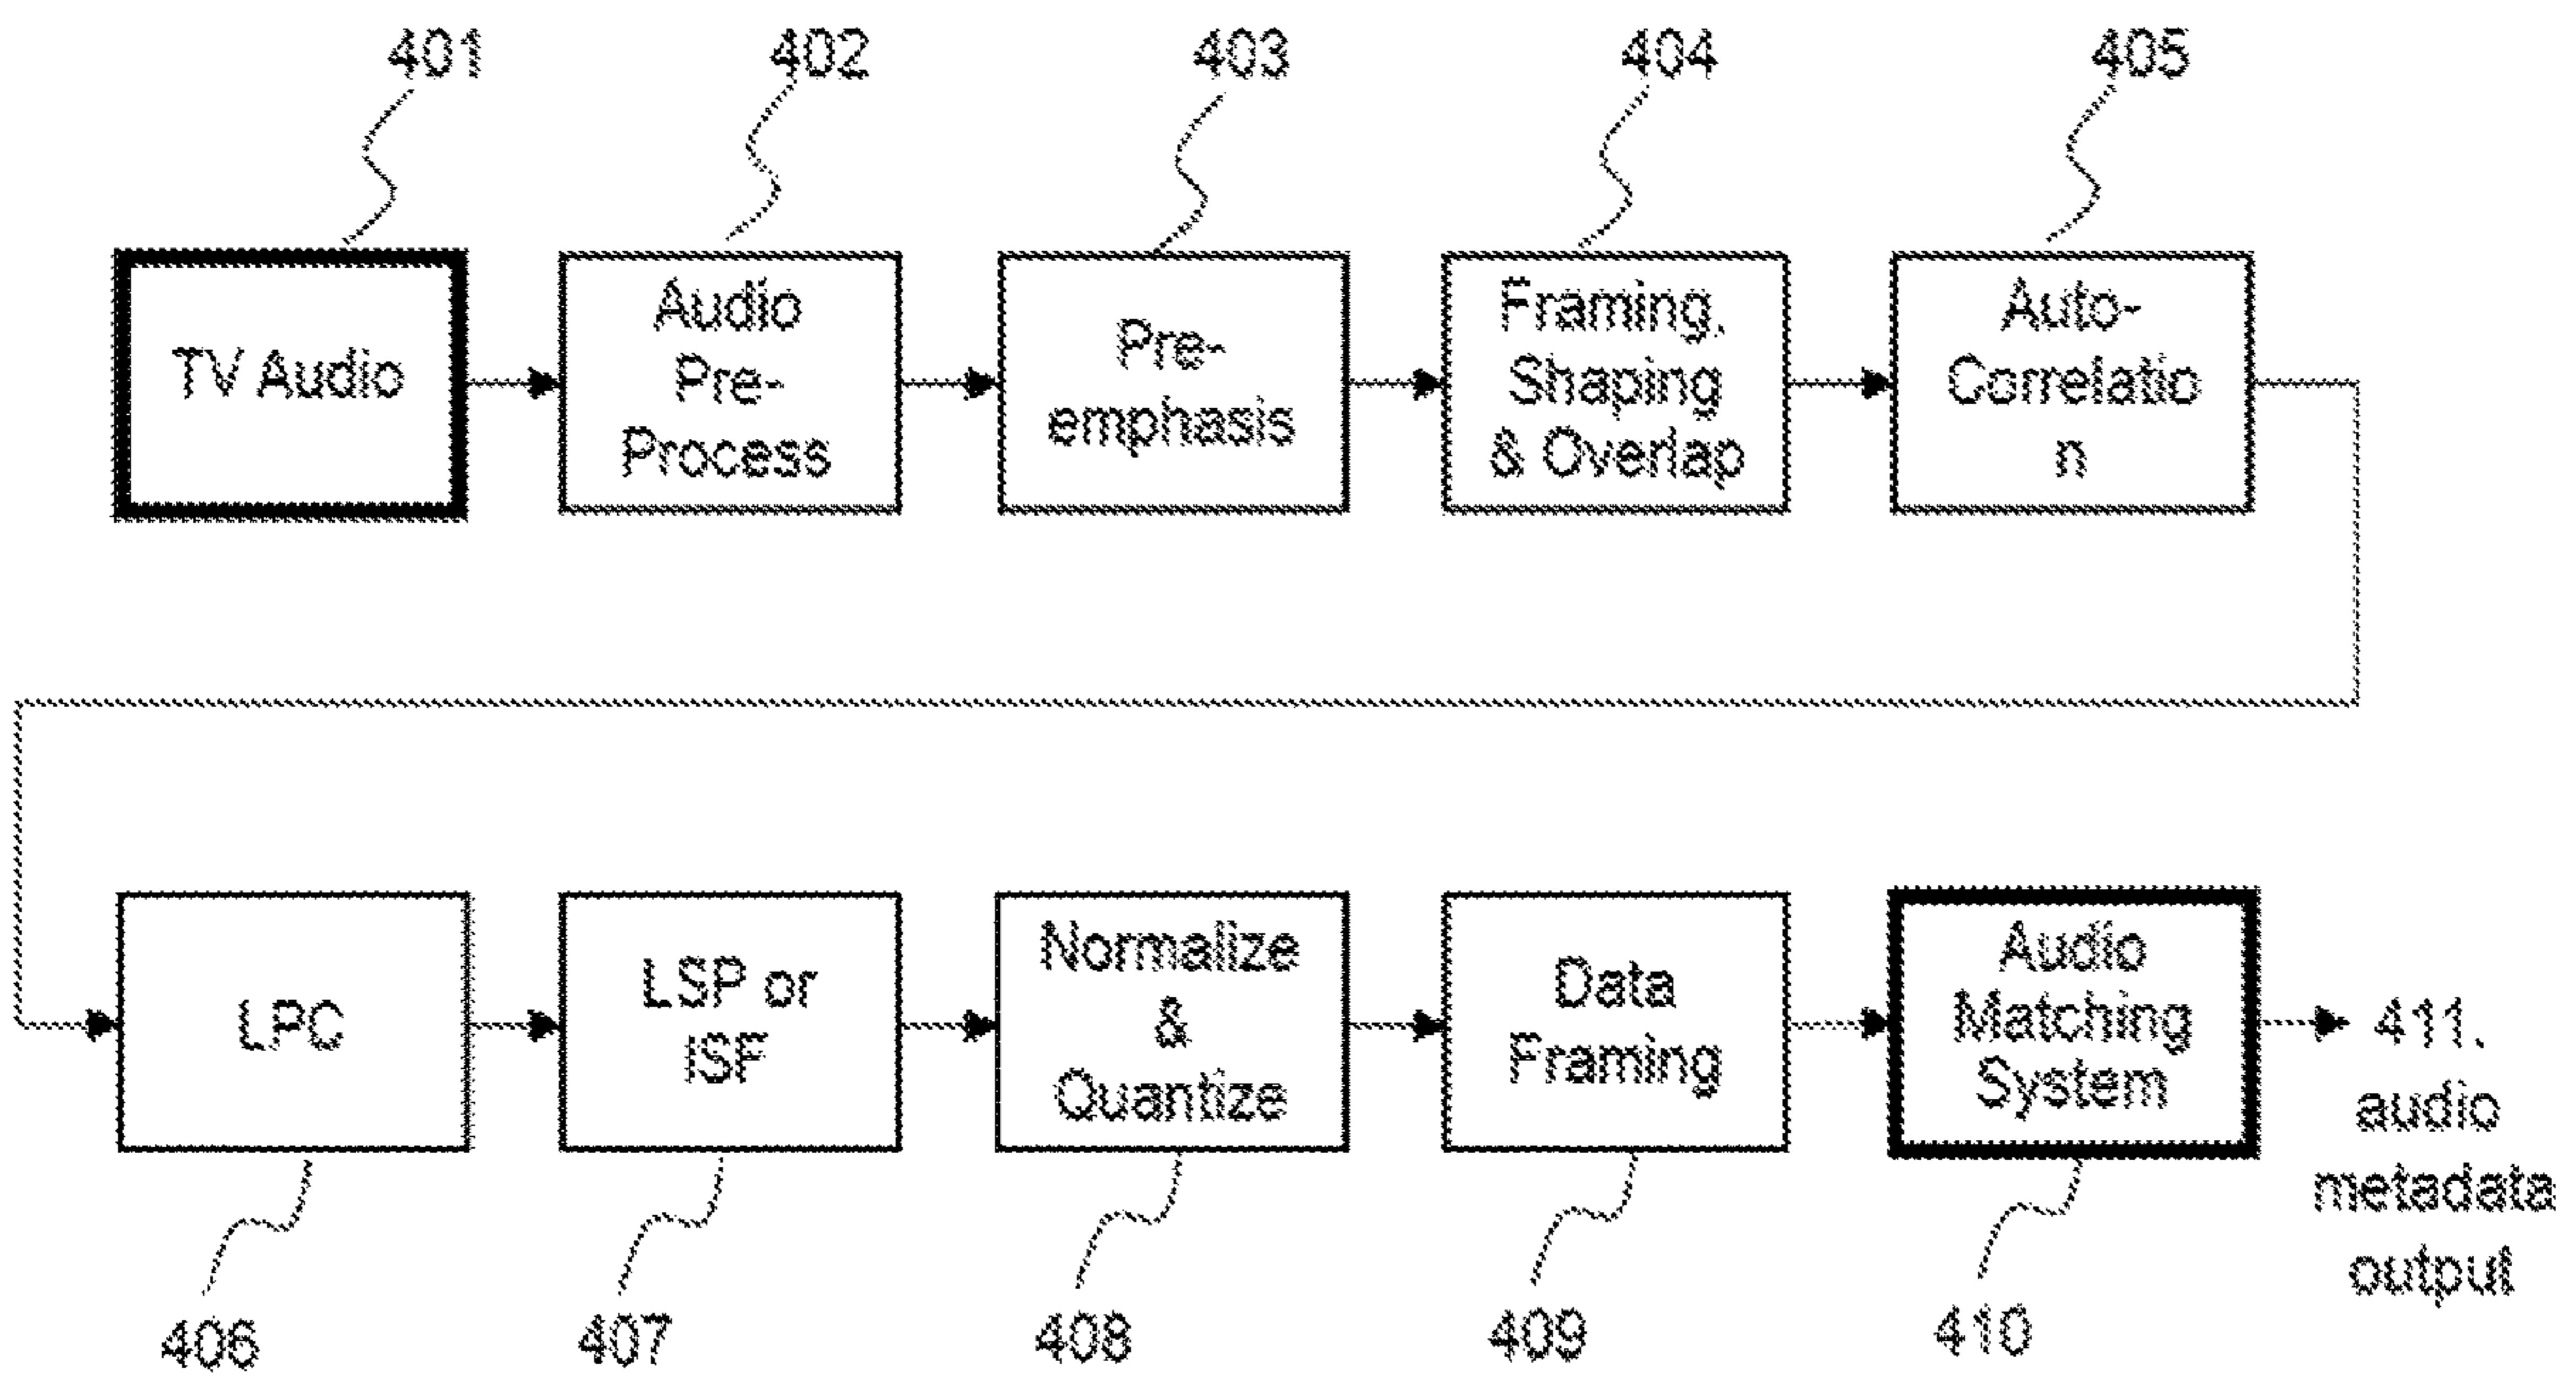 401
402
403
404
405
TV Audio
Audio
Pre-
Process
Pre-
emphasis
Framing,
Shaping
& Overlap
Auto-
Correlatio
n
LPC
LSP or
ISF
Normalize
&
Quantize
Data
Framing
Audio
Matching
System
411.
audio
metadata
output
406
407
408
409
410